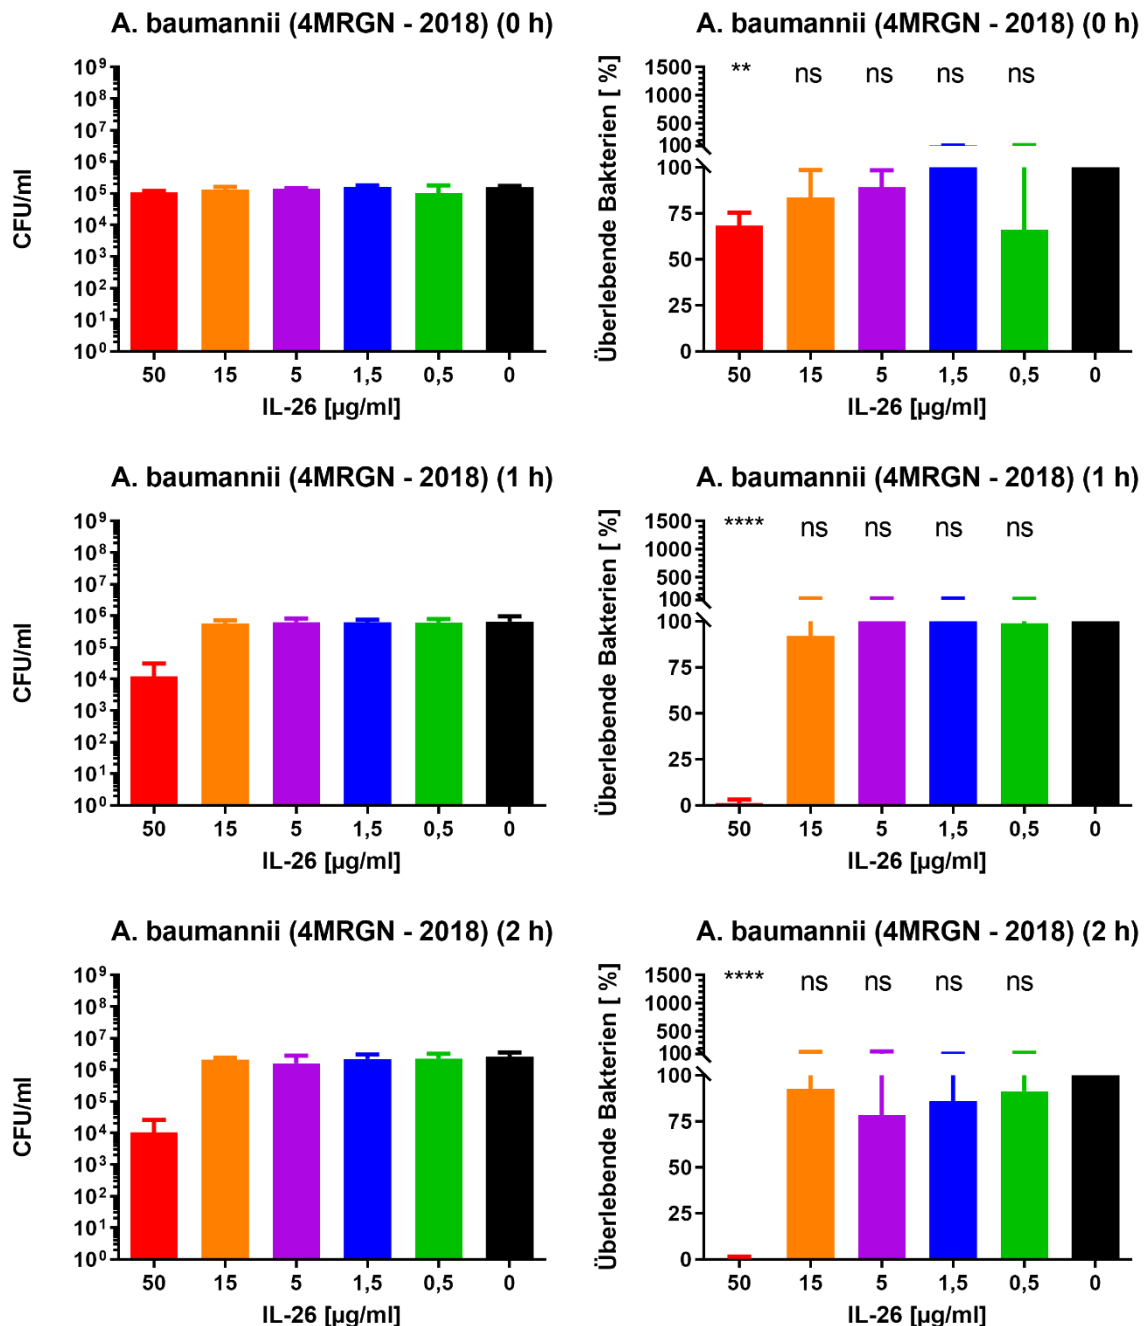 A. baumannii (4MRGN - 2018) (0 h)
10⁹
10⁸
10⁷
10⁶
10⁵
10⁴
10³
10²
10¹
10⁰
CFU/ml
50 15 5 1,5 0,5 0
IL-26 [µg/ml]
A. baumannii (4MRGN - 2018) (0 h)
1500
1000
500
100
100
75
50
25
0
Überlebende Bakterien [ %]
** ns ns ns ns
50 15 5 1,5 0,5 0
IL-26 [µg/ml]
A. baumannii (4MRGN - 2018) (1 h)
10⁹
10⁸
10⁷
10⁶
10⁵
10⁴
10³
10²
10¹
10⁰
CFU/ml
50 15 5 1,5 0,5 0
IL-26 [µg/ml]
A. baumannii (4MRGN - 2018) (1 h)
1500
1000
500
100
100
75
50
25
0
Überlebende Bakterien [ %]
**** ns ns ns ns
50 15 5 1,5 0,5 0
IL-26 [µg/ml]
A. baumannii (4MRGN - 2018) (2 h)
10⁹
10⁸
10⁷
10⁶
10⁵
10⁴
10³
10²
10¹
10⁰
CFU/ml
50 15 5 1,5 0,5 0
IL-26 [µg/ml]
A. baumannii (4MRGN - 2018) (2 h)
1500
1000
500
100
100
75
50
25
0
Überlebende Bakterien [ %]
**** ns ns ns ns
50 15 5 1,5 0,5 0
IL-26 [µg/ml]